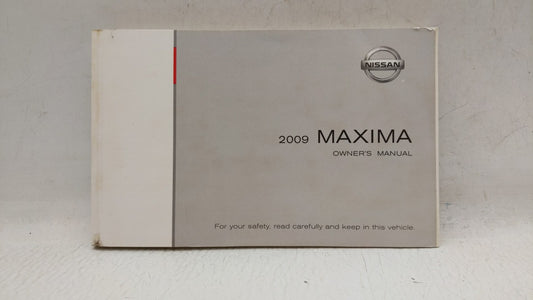 NISSAN
2009 MAXIMA
OWNER'S MANUAL
For your safety, read carefully and keep in this vehicle.